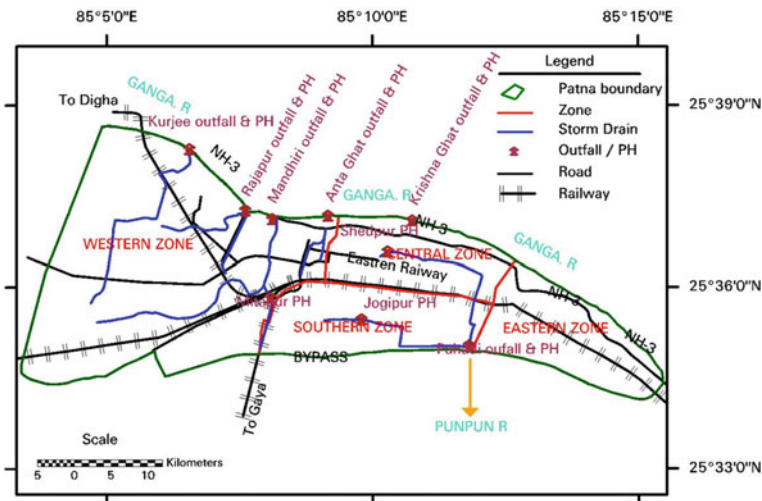 85°5'0"E
85°10'0"E
85°15'0"E
Legend
Patna boundary
Zone
Storm Drain
Outfall / PH
Road
Railway
25°39'0"N
25°36'0"N
25°33'0"N
To Digha
GANGA. R
Kurjee outfall & PH
NH-3
Rajapur outfall & PH
Mandhiri outfall & PH
Anta Ghat outfall & PH
Krishna Ghat outfall & PH
GANGA. R
NH-3
GANGA. R
WESTERN ZONE
CENTRAL ZONE
Eastren Raiway
PH
Jogipur PH
NH-3
SOUTHERN ZONE
EASTERN ZONE
NH-3
oufall & PH
BYPASS
To Gaya
PUNPUN R
Scale
5 0 5 10
Kilometers